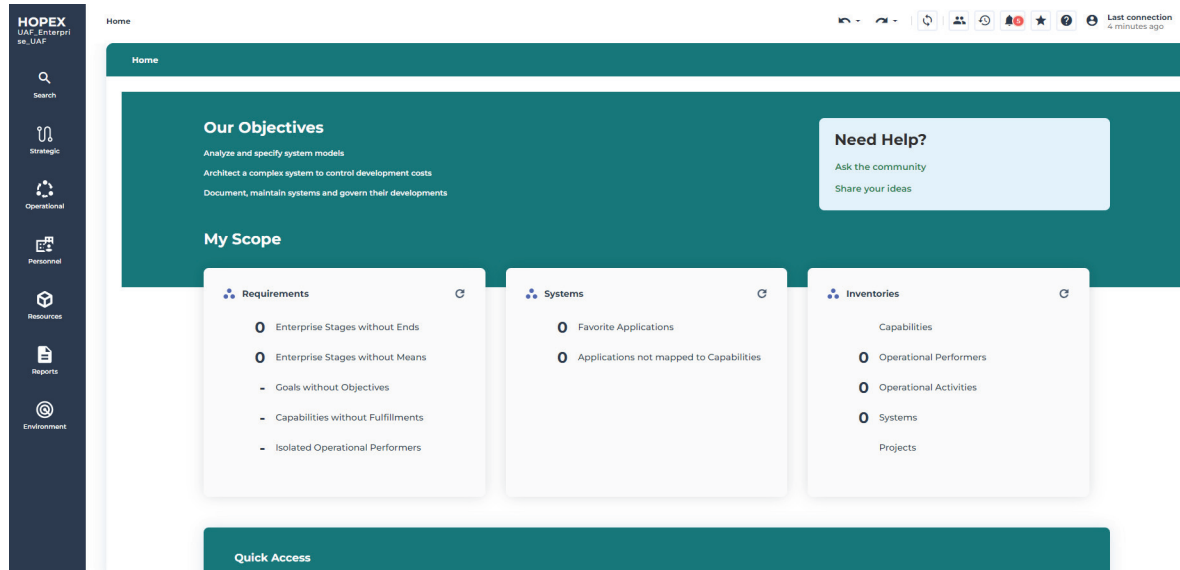 HOPEX
UAF_Enterpri
se_UAF
Search
Strategic
Operational
Personnel
Resources
Reports
Environment
Home
5
Last connection
4 minutes ago
Home
Our Objectives
Analyze and specify system models
Architect a complex system to control development costs
Document, maintain systems and govern their developments
Need Help?
Ask the community
Share your ideas
My Scope
Requirements
0 Enterprise Stages without Ends
0 Enterprise Stages without Means
- Goals without Objectives
- Capabilities without Fulfillments
- Isolated Operational Performers
Systems
0 Favorite Applications
0 Applications not mapped to Capabilities
Inventories
Capabilities
0 Operational Performers
0 Operational Activities
0 Systems
Projects
Quick Access